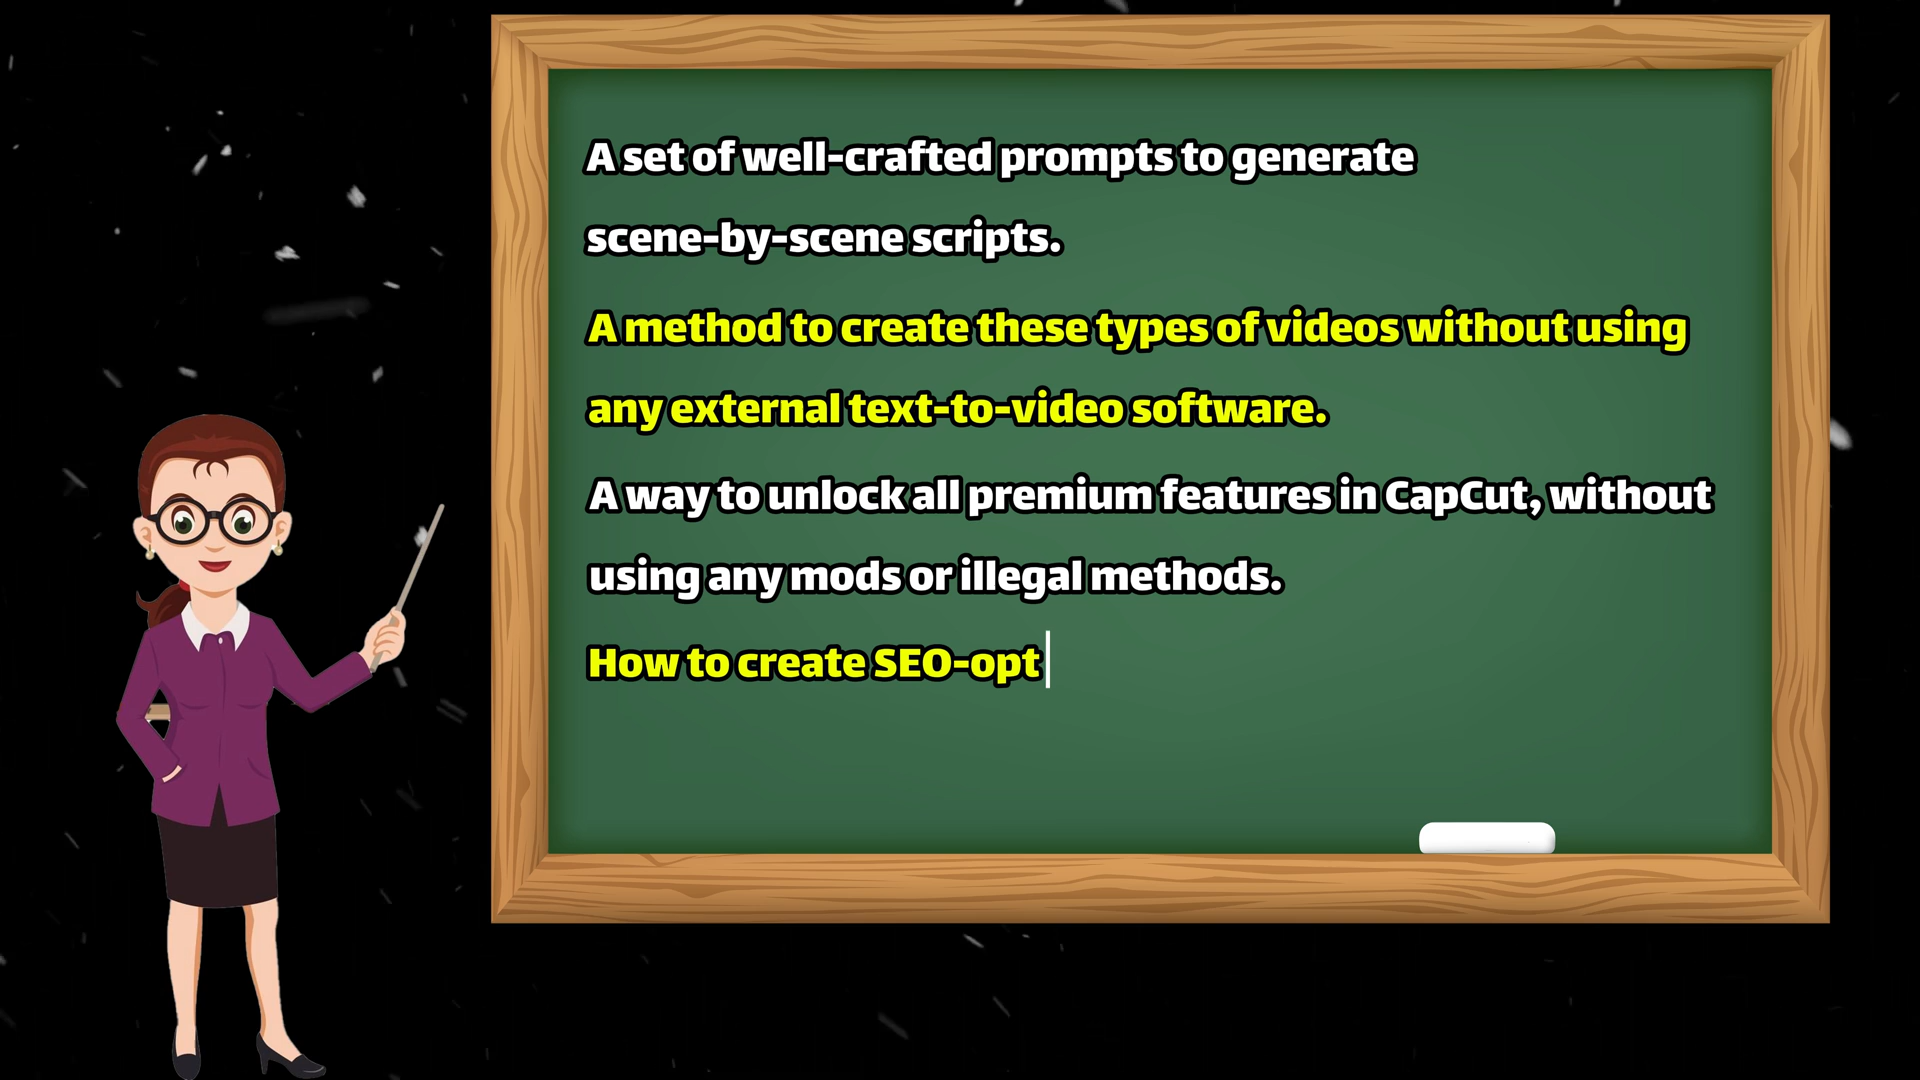 A set of well-crafted prompts to generate
scene-by-scene scripts.
A method to create these types of videos without using
any external text-to-video software.
A way to unlock all premium features in CapCut, without
using any mods or illegal methods.
How to create SEO-opt